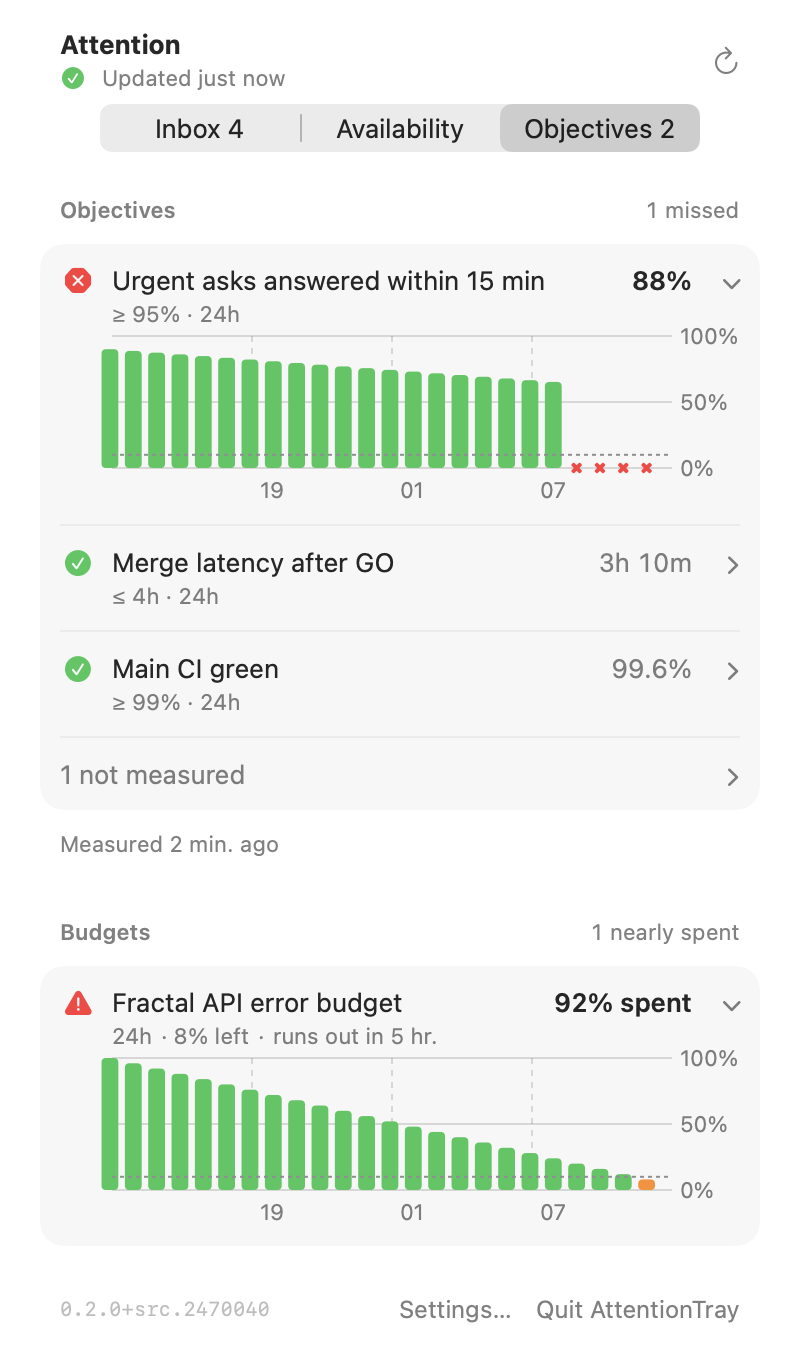 Attention
Updated just now
Inbox 4
Availability
Objectives 2
Objectives
1 missed
Urgent asks answered within 15 min
88%
≥ 95% · 24h
100%
50%
0%
19
01
07
Merge latency after GO
3h 10m
≤ 4h · 24h
Main CI green
99.6%
≥ 99% · 24h
1 not measured
Measured 2 min. ago
Budgets
1 nearly spent
Fractal API error budget
92% spent
24h · 8% left · runs out in 5 hr.
100%
50%
0%
19
01
07
0.2.0+src.2470040
Settings...
Quit AttentionTray